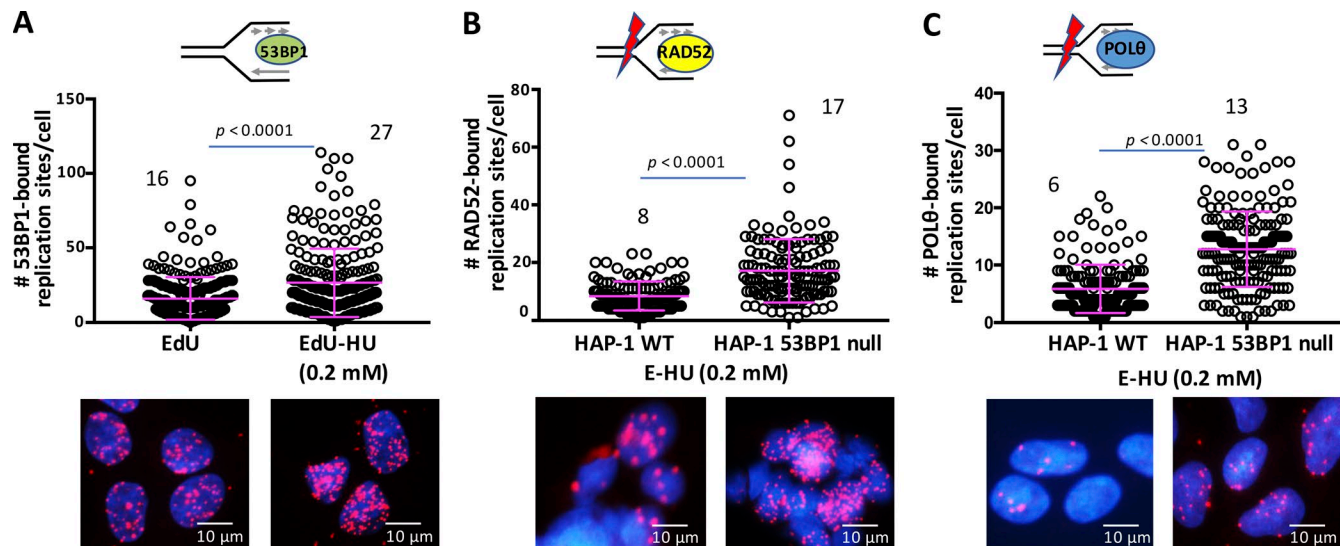 A
53BP1
# 53BP1-bound
replication sites/cell
150
100
50
0
16
p < 0.0001
27
EdU
EdU-HU
(0.2 mM)
10 μm
10 μm
B
RAD52
# RAD52-bound
replication sites/cell
80
60
40
20
0
8
p < 0.0001
17
HAP-1 WT
HAP-1 53BP1 null
E-HU (0.2 mM)
10 μm
10 μm
C
POLθ
# POLθ-bound
replication sites/cell
40
30
20
10
0
6
p < 0.0001
13
HAP-1 WT
HAP-1 53BP1 null
E-HU (0.2 mM)
10 μm
10 μm